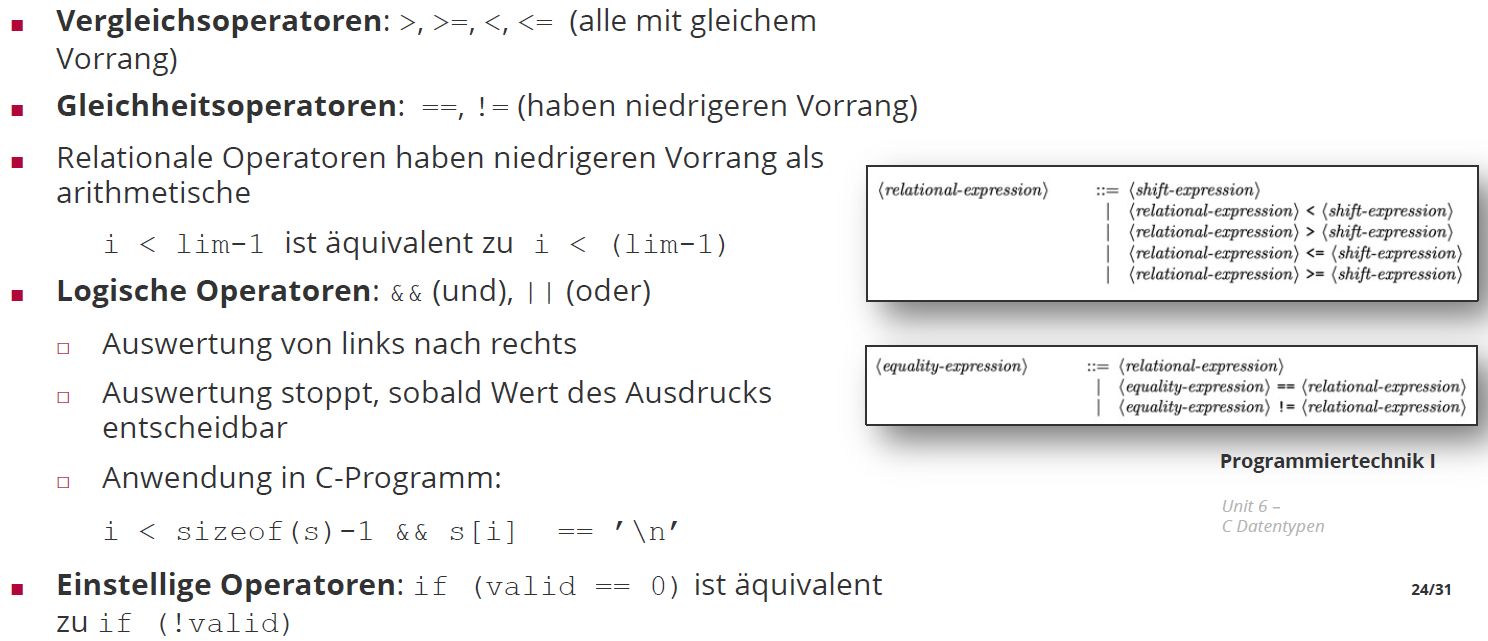 ▪ Vergleichsoperatoren: >, >=, <, <= (alle mit gleichem
Vorrang)
▪ Gleichheitsoperatoren: ==, != (haben niedrigeren Vorrang)
▪ Relationale Operatoren haben niedrigeren Vorrang als
arithmetische
i < lim-1 ist äquivalent zu i < (lim-1)
▪ Logische Operatoren: && (und), || (oder)
▫ Auswertung von links nach rechts
▫ Auswertung stoppt, sobald Wert des Ausdrucks
entscheidbar
▫ Anwendung in C-Programm:
i < sizeof(s)-1 && s[i] == ’\n’
▪ Einstellige Operatoren: if (valid == 0) ist äquivalent
zu if (!valid)
⟨relational-expression⟩ ::= ⟨shift-expression⟩
| ⟨relational-expression⟩ < ⟨shift-expression⟩
| ⟨relational-expression⟩ > ⟨shift-expression⟩
| ⟨relational-expression⟩ <= ⟨shift-expression⟩
| ⟨relational-expression⟩ >= ⟨shift-expression⟩
⟨equality-expression⟩ ::= ⟨relational-expression⟩
| ⟨equality-expression⟩ == ⟨relational-expression⟩
| ⟨equality-expression⟩ != ⟨relational-expression⟩
Programmiertechnik I
Unit 6 –
C Datentypen
24/31